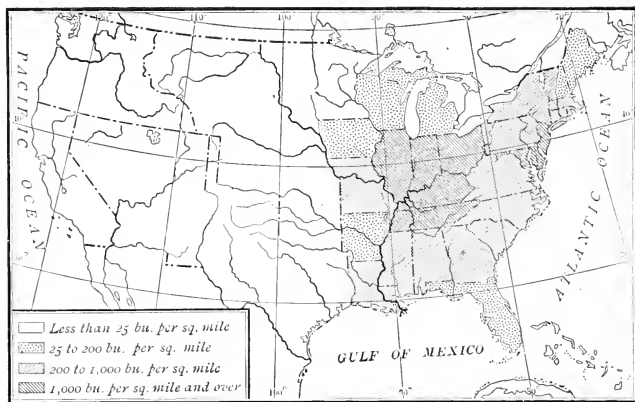 PACIFIC OCEAN
ATLANTIC OCEAN
GULF OF MEXICO
Less than 25 bu. per sq. mile
25 to 200 bu. per sq. mile
200 to 1,000 bu. per sq. mile
1,000 bu. per sq. mile and over